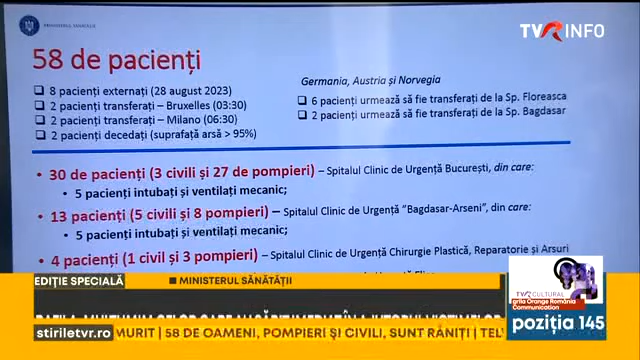 MINISTERUL SĂNĂTĂȚII
TVR INFO
58 de pacienți
❑ 8 pacienți externați (28 august 2023)
❑ 2 pacienți transferați – Bruxelles (03:30)
❑ 2 pacienți transferați – Milano (06:30)
❑ 2 pacienți decedați (suprafață arsă > 95%)
Germania, Austria și Norvegia
❑ 6 pacienți urmează să fie transferați de la Sp. Floreasca
❑ 2 pacienți urmează să fie transferați de la Sp. Bagdasar
• 30 de pacienți (3 civili și 27 de pompieri) – Spitalul Clinic de Urgență București, din care:
• 5 pacienți intubați și ventilați mecanic;
• 13 pacienți (5 civili și 8 pompieri) – Spitalul Clinic de Urgență "Bagdasar-Arseni", din care:
• 5 pacienți intubați și ventilați mecanic;
• 4 pacienți (1 civil și 3 pompieri) – Spitalul Clinic de Urgență Chirurgie Plastică, Reparatorie și Arsuri
EDIȚIE SPECIALĂ
MINISTERUL SĂNĂTĂȚII
stiriletvr.ro
MURIT | 58 DE OAMENI, POMPIERI ȘI CIVILI, SUNT RĂNIȚI | TEL
TVR CULTURAL
grila Orange România
Communication
poziția 145